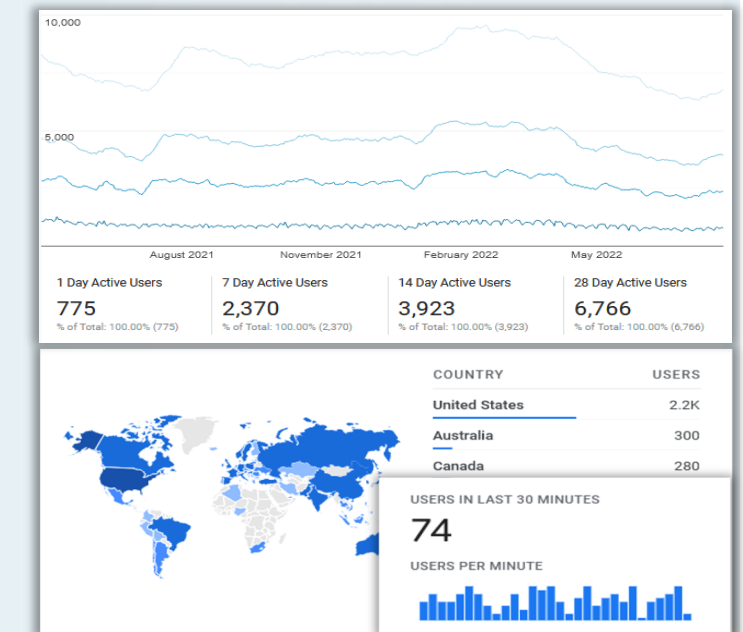 10,000
5,000
August 2021 November 2021 February 2022 May 2022
1 Day Active Users 7 Day Active Users 14 Day Active Users 28 Day Active Users
775 2,370 3,923 6,766
% of Total: 100.00% (775) % of Total: 100.00% (2,370) % of Total: 100.00% (3,923) % of Total: 100.00% (6,766)
COUNTRY USERS
United States 2.2K
Australia 300
Canada 280
USERS IN LAST 30 MINUTES
74
USERS PER MINUTE